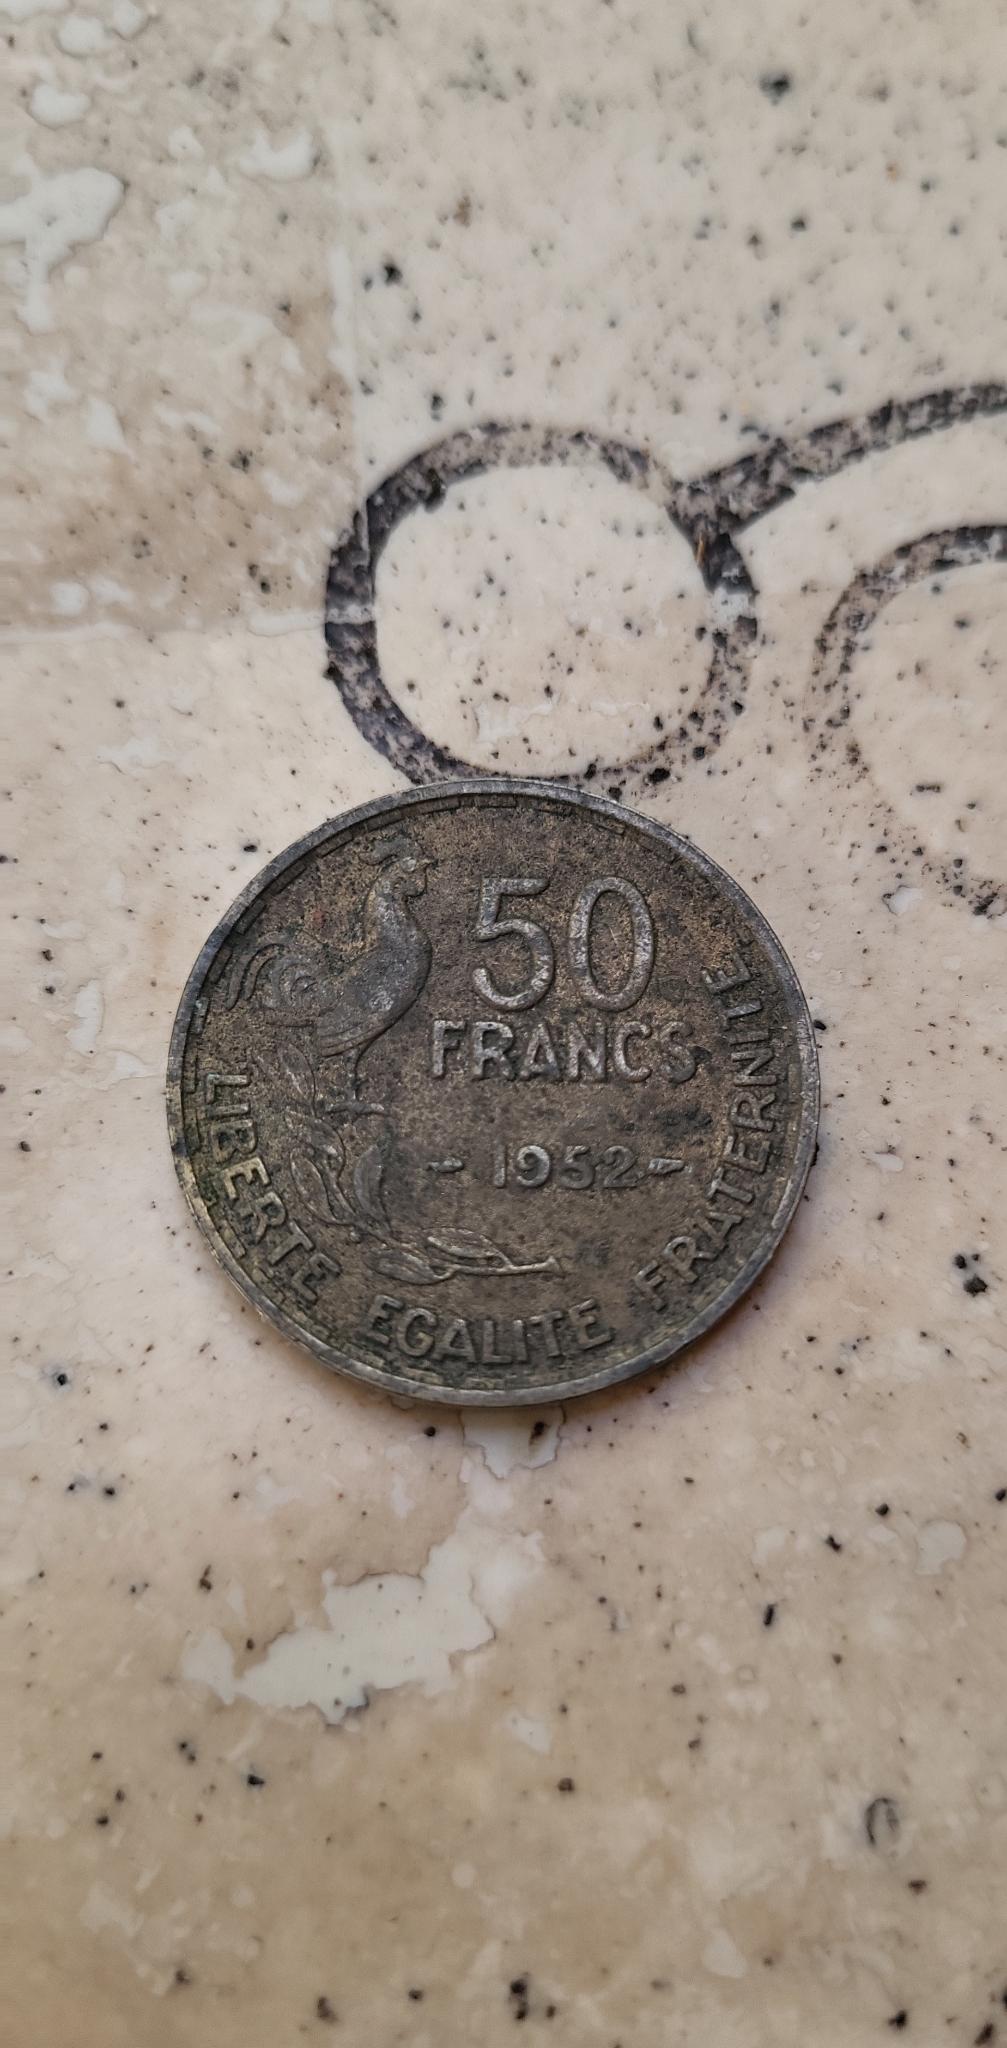 50
FRANCS
- 1952 -
LIBERTE EGALITE FRATERNITE